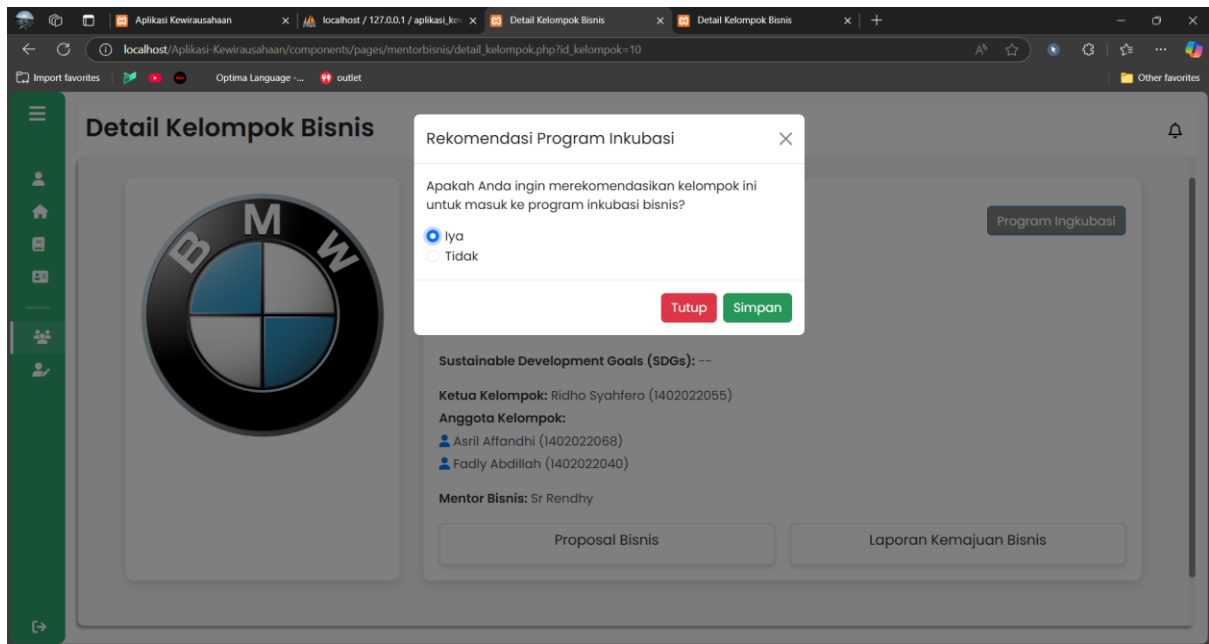 Aplikasi Kewirausahaan
localhost / 127.0.0.1 / aplikasi_kev
Detail Kelompok Bisnis
Detail Kelompok Bisnis
localhost/Aplikasi-Kewirausahaan/components/pages/mentorbisnis/detail_kelompok.php?id_kelompok=10
Import favorites
Optima Language -...
outlet
Other favorites
Detail Kelompok Bisnis
Rekomendasi Program Inkubasi
Apakah Anda ingin merekomendasikan kelompok ini
untuk masuk ke program inkubasi bisnis?
Iya
Tidak
Tutup
Simpan
Program Ingkubasi
BMW
Sustainable Development Goals (SDGs): --
Ketua Kelompok: Ridho Syahfero (1402022055)
Anggota Kelompok:
Asril Affandhi (1402022068)
Fadly Abdillah (1402022040)
Mentor Bisnis: Sr Rendhy
Proposal Bisnis
Laporan Kemajuan Bisnis